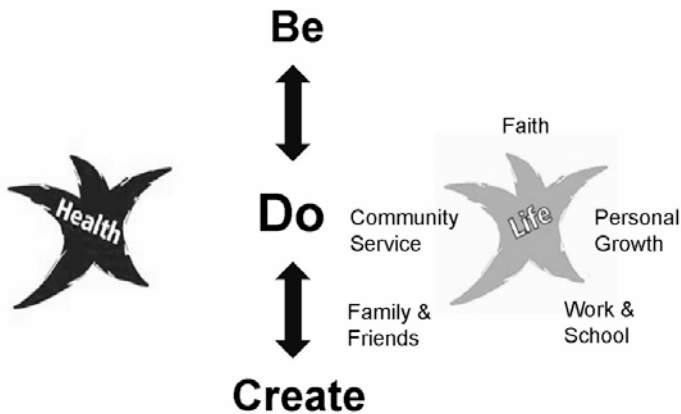 Be
Faith
Health
Do
Community
Service
Life
Personal
Growth
Family &
Friends
Work &
School
Create